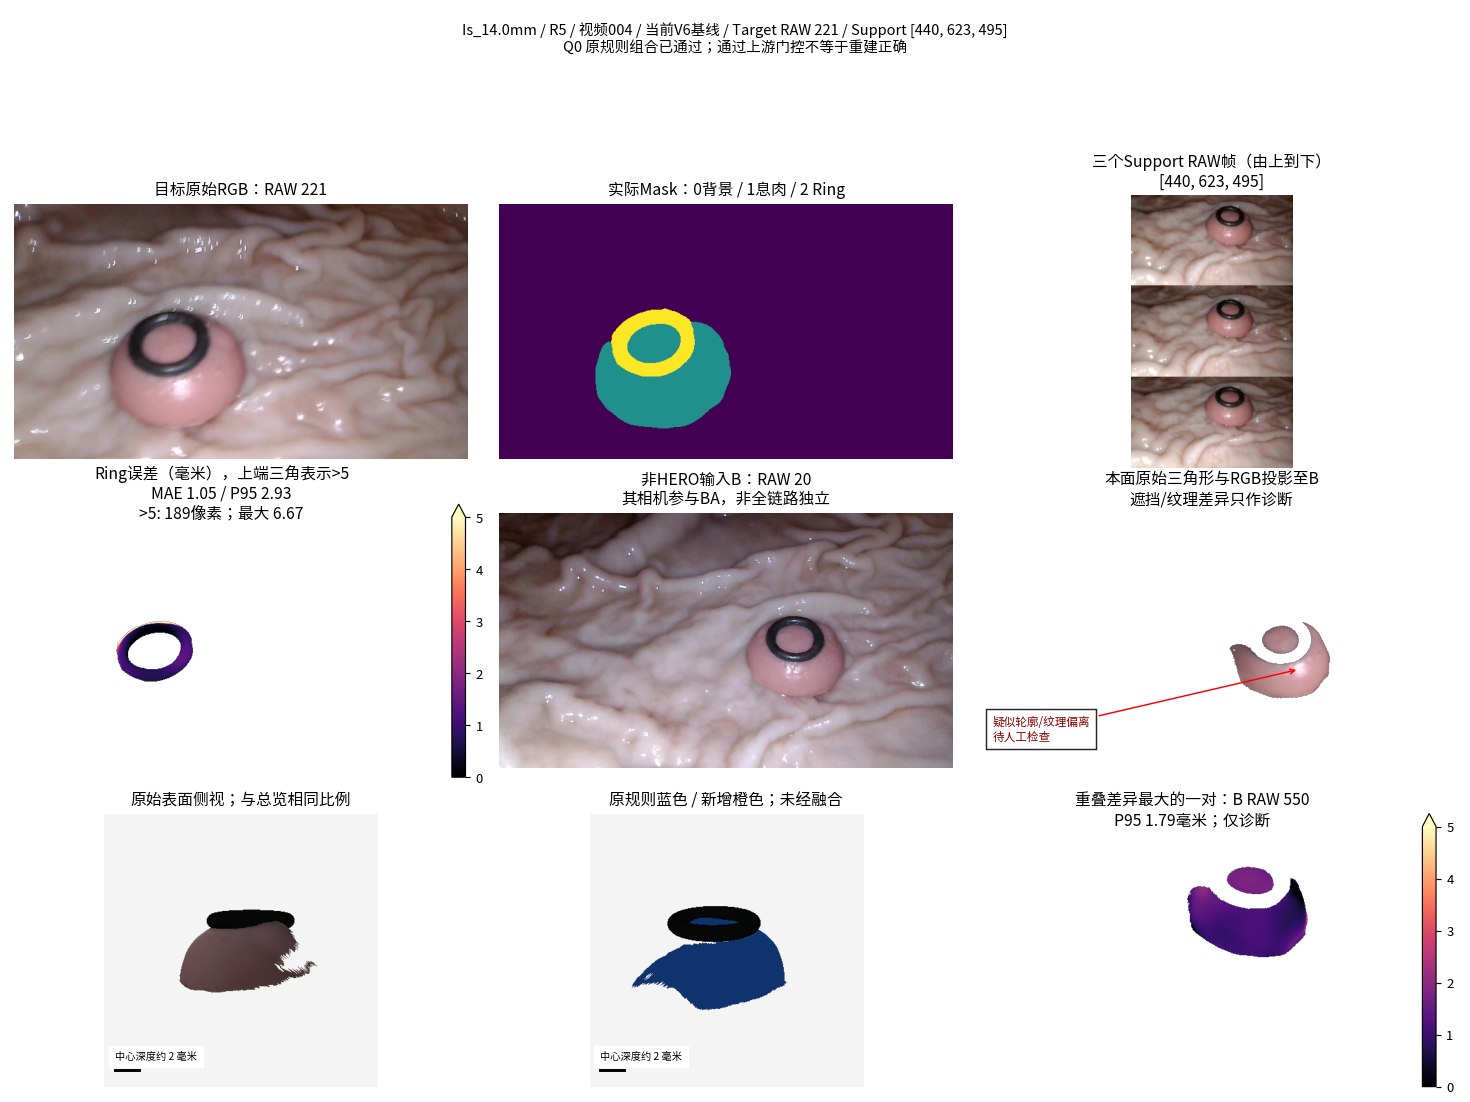 Is_14.0mm / R5 / 视频004 / 当前V6基线 / Target RAW 221 / Support [440, 623, 495]
Q0 原规则组合已通过；通过上游门控不等于重建正确
目标原始RGB：RAW 221
实际Mask：0背景 / 1息肉 / 2 Ring
三个Support RAW帧（由上到下）
[440, 623, 495]
Ring误差（毫米），上端三角表示>5
MAE 1.05 / P95 2.93
>5: 189像素；最大 6.67
5
4
3
2
1
0
非HERO输入B：RAW 20
其相机参与BA，非全链路独立
本面原始三角形与RGB投影至B
遮挡/纹理差异只作诊断
疑似轮廓/纹理偏离
待人工检查
原始表面侧视；与总览相同比例
中心深度约 2 毫米
原规则蓝色 / 新增橙色；未经融合
中心深度约 2 毫米
重叠差异最大的一对：B RAW 550
P95 1.79毫米；仅诊断
5
4
3
2
1
0